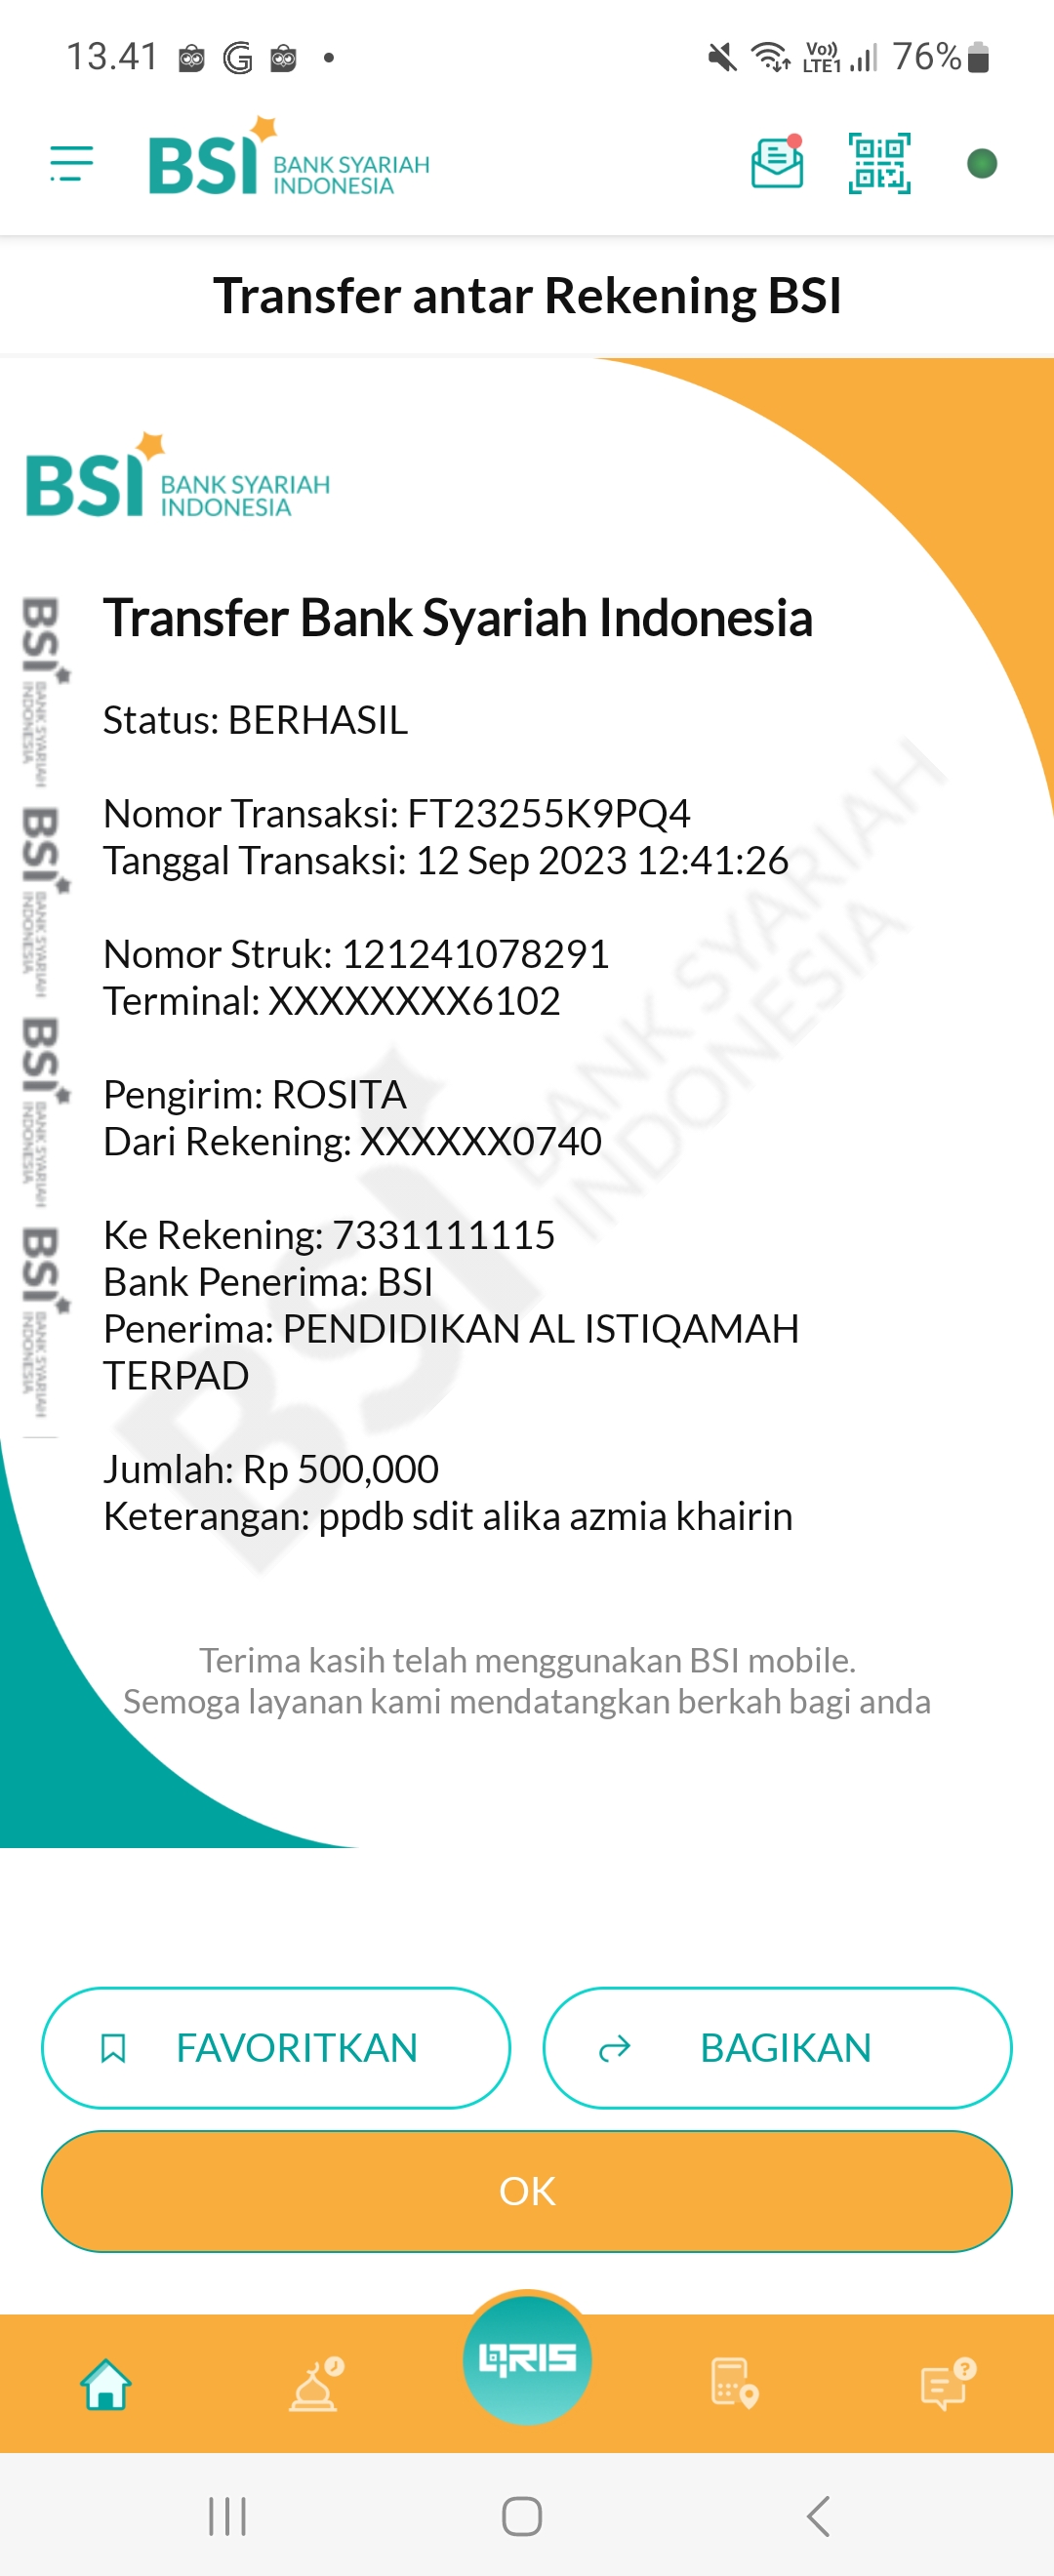 13.41
Vo))
LTE1
76%
BSI BANK SYARIAH
INDONESIA
Transfer antar Rekening BSI
BSI BANK SYARIAH
INDONESIA
Transfer Bank Syariah Indonesia
Status: BERHASIL
Nomor Transaksi: FT23255K9PQ4
Tanggal Transaksi: 12 Sep 2023 12:41:26
Nomor Struk: 121241078291
Terminal: XXXXXXXX6102
Pengirim: ROSITA
Dari Rekening: XXXXXX0740
Ke Rekening: 7331111115
Bank Penerima: BSI
Penerima: PENDIDIKAN AL ISTIQAMAH
TERPAD
Jumlah: Rp 500,000
Keterangan: ppdb sdit alika azmia khairin
BSI BANK SYARIAH
INDONESIA
BSI BANK SYARIAH
INDONESIA
BSI BANK SYARIAH
INDONESIA
BSI BANK SYARIAH
INDONESIA
BSI BANK SYARIAH
INDONESIA
Terima kasih telah menggunakan BSI mobile.
Semoga layanan kami mendatangkan berkah bagi anda
FAVORITKAN
BAGIKAN
OK
QRIS